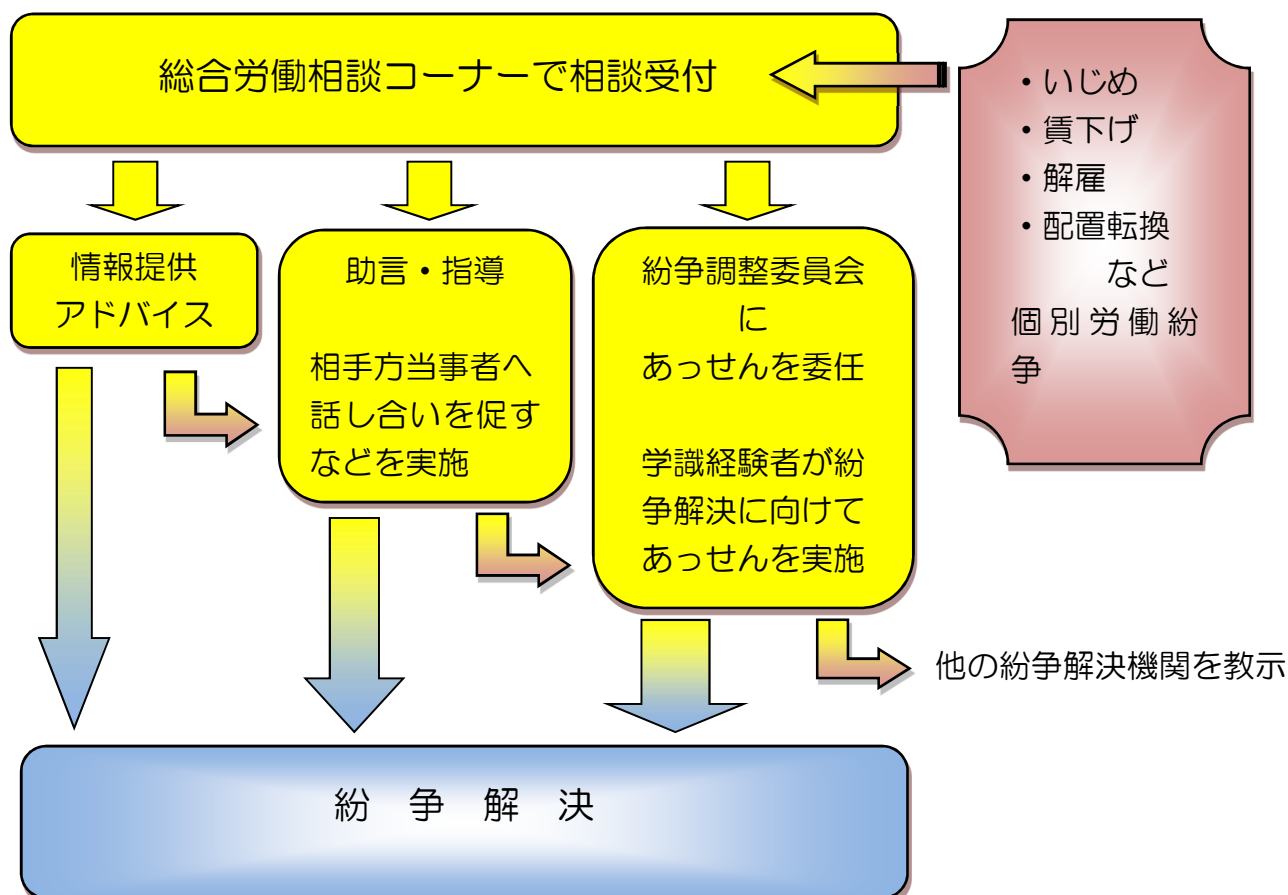 総合労働相談コーナーで相談受付
・いじめ
・賃下げ
・解雇
・配置転換
など
個別労働紛
争
情報提供
アドバイス
助言・指導
相手方当事者へ
話し合いを促す
などを実施
紛争調整委員会
に
あっせんを委任
学識経験者が紛
争解決に向けて
あっせんを実施
他の紛争解決機関を教示
紛争解決